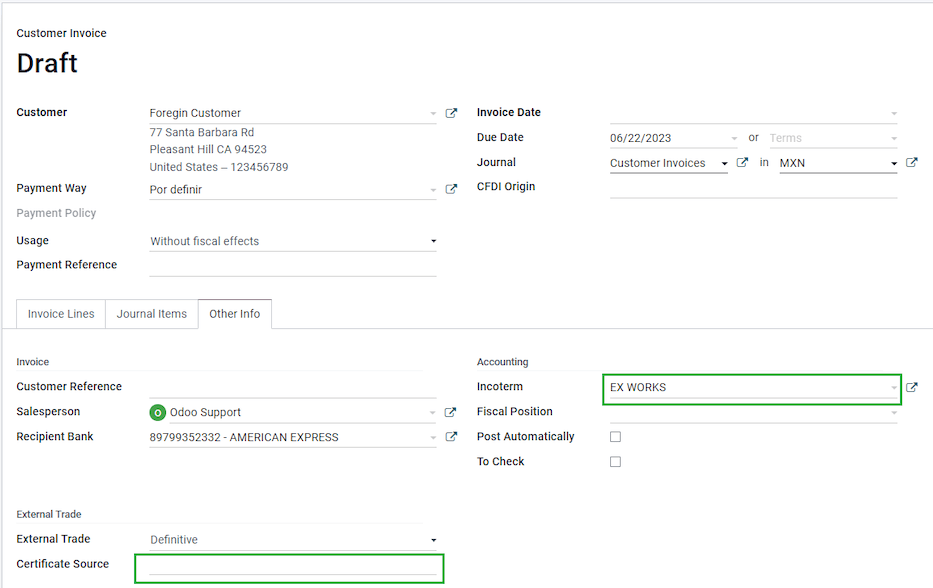 Customer Invoice
Draft
Customer Foregin Customer
77 Santa Barbara Rd
Pleasant Hill CA 94523
United States – 123456789
Payment Way Por definir
Payment Policy
Usage Without fiscal effects
Payment Reference
Invoice Date
Due Date 06/22/2023 or Terms
Journal Customer Invoices in MXN
CFDI Origin
Invoice Lines Journal Items Other Info
Invoice
Customer Reference
Salesperson O Odoo Support
Recipient Bank 89799352332 - AMERICAN EXPRESS
Accounting
Incoterm EX WORKS
Fiscal Position
Post Automatically
To Check
External Trade
External Trade Definitive
Certificate Source